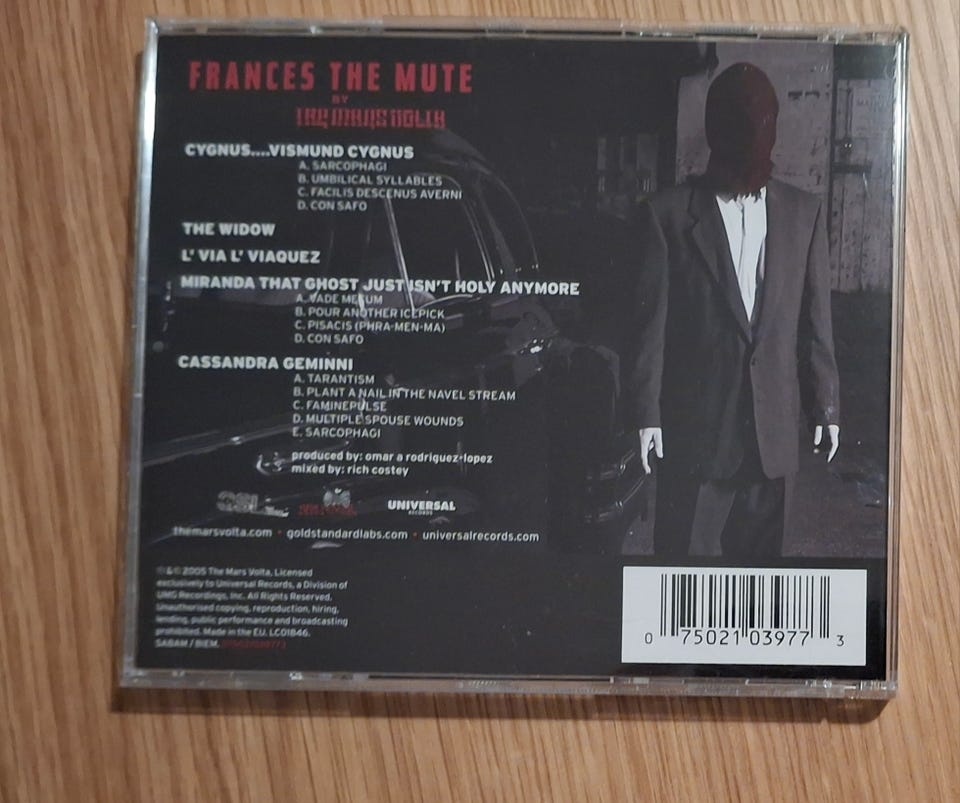 FRANCES THE MUTE
BY
THE MARS VOLTA
CYGNUS....VISMUND CYGNUS
A. SARCOPHAGI
B. UMBILICAL SYLLABLES
C. FACILIS DESCENUS AVERNI
D. CON SAFO
THE WIDOW
L' VIA L' VIAQUEZ
MIRANDA THAT GHOST JUST ISN'T HOLY ANYMORE
A. VADE MECUM
B. POUR ANOTHER ICEPICK
C. PISACIS (PHRA-MEN-MA)
D. CON SAFO
CASSANDRA GEMINNI
A. TARANTISM
B. PLANT A NAIL IN THE NAVEL STREAM
C. FAMINEPULSE
D. MULTIPLE SPOUSE WOUNDS
E. SARCOPHAGI
produced by: omar a rodriquez-lopez
mixed by: rich costey
GSL
UNIVERSAL
RECORDS
themarsvolta.com • goldstandardlabs.com • universalrecords.com
℗ & © 2005 The Mars Volta, Licensed
exclusively to Universal Records, a Division of
UMG Recordings, Inc. All Rights Reserved.
Unauthorised copying, reproduction, hiring,
lending, public performance and broadcasting
prohibited. Made in the EU. LC01846.
SABAM / BIEM.
0 75021 03977 3